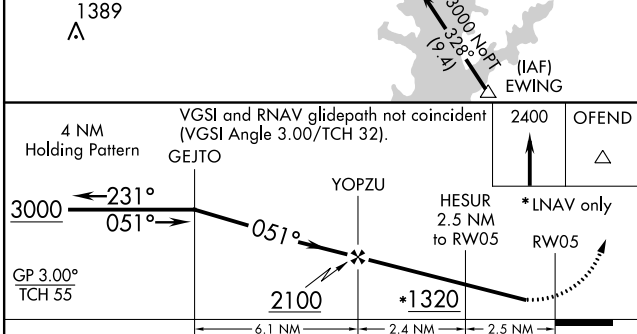 1389
3000 NoPT
328°
(9.4)
(IAF)
EWING
VGSI and RNAV glidepath not coincident
(VGSI Angle 3.00/TCH 32).
2400
OFEND
4 NM
Holding Pattern
GEJTO
YOPZU
HESUR
2.5 NM
to RW05
*LNAV only
RW05
231°
3000
051°
051°
GP 3.00°
TCH 55
2100
*1320
6.1 NM
2.4 NM
2.5 NM